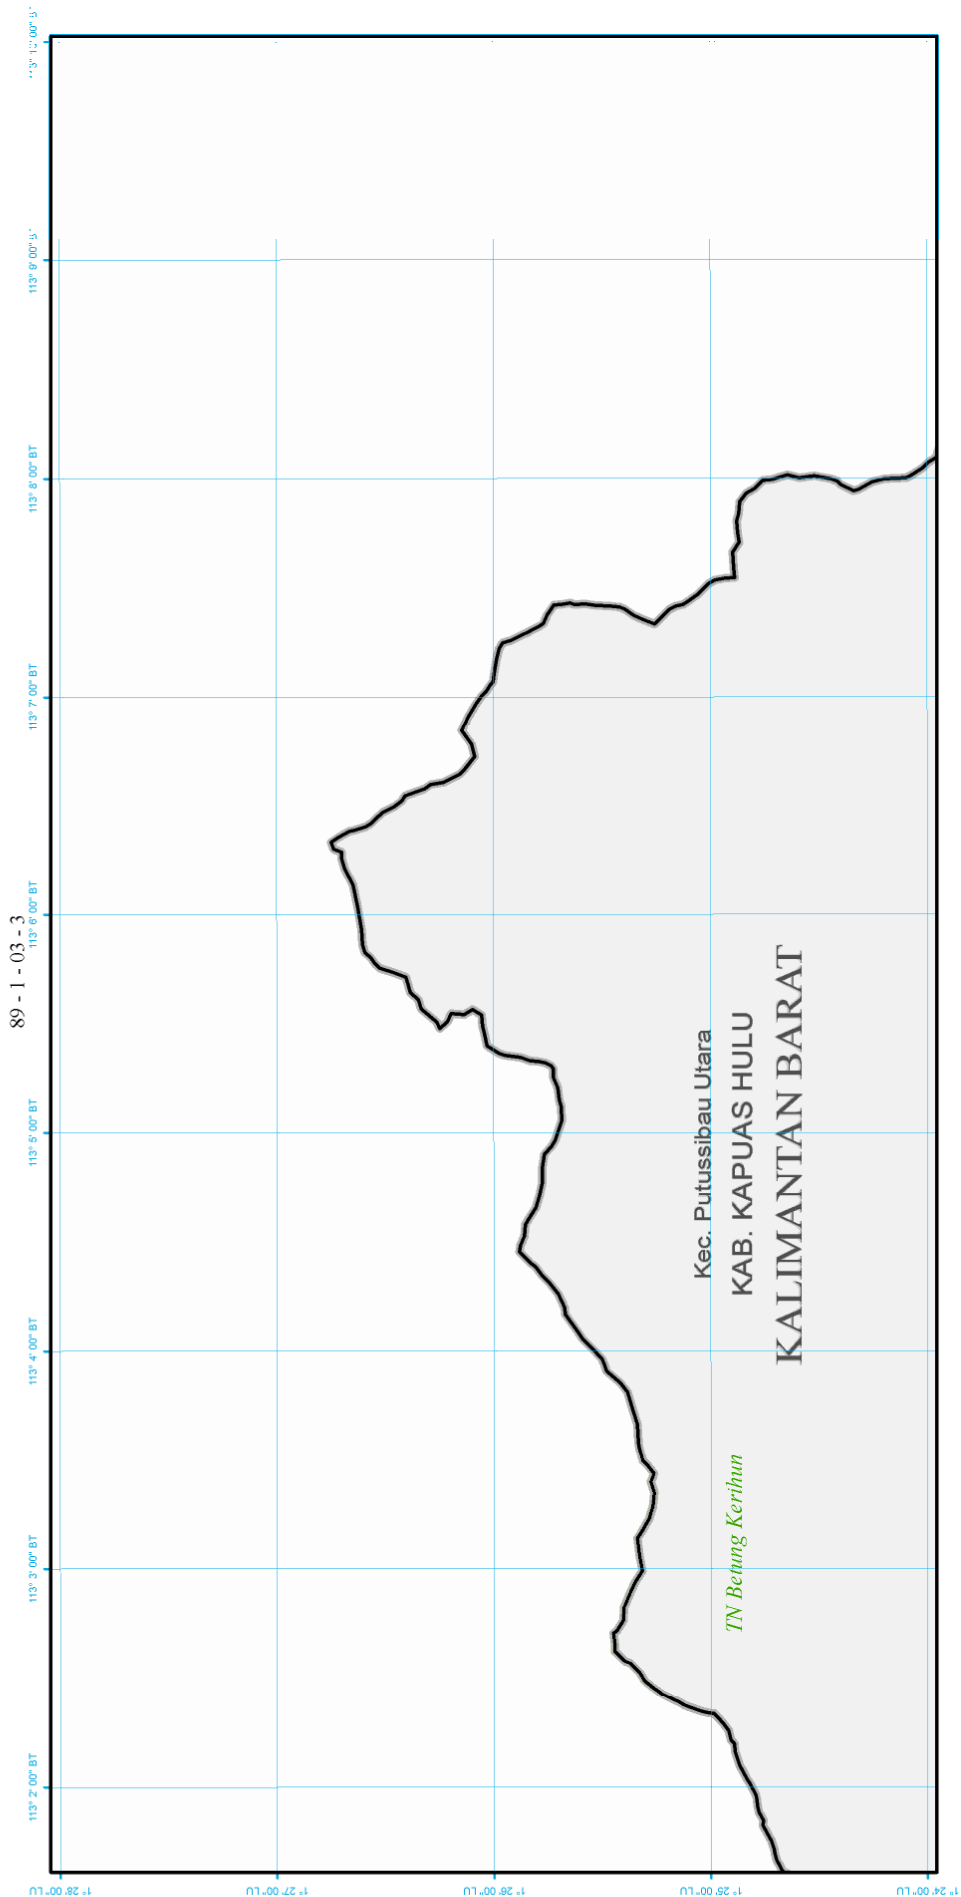 89 - 1 - 03 - 3
113° 2' 00" BT
113° 3' 00" BT
113° 4' 00" BT
113° 5' 00" BT
113° 6' 00" BT
113° 7' 00" BT
113° 8' 00" BT
113° 9' 00"
1° 28' 00" LU
1° 27' 00" LU
1° 26' 00" LU
1° 25' 00" LU
1° 24' 00" LU
Kec. Putussibau Utara
KAB. KAPUAS HULU
KALIMANTAN BARAT
TN Betung Kerihun